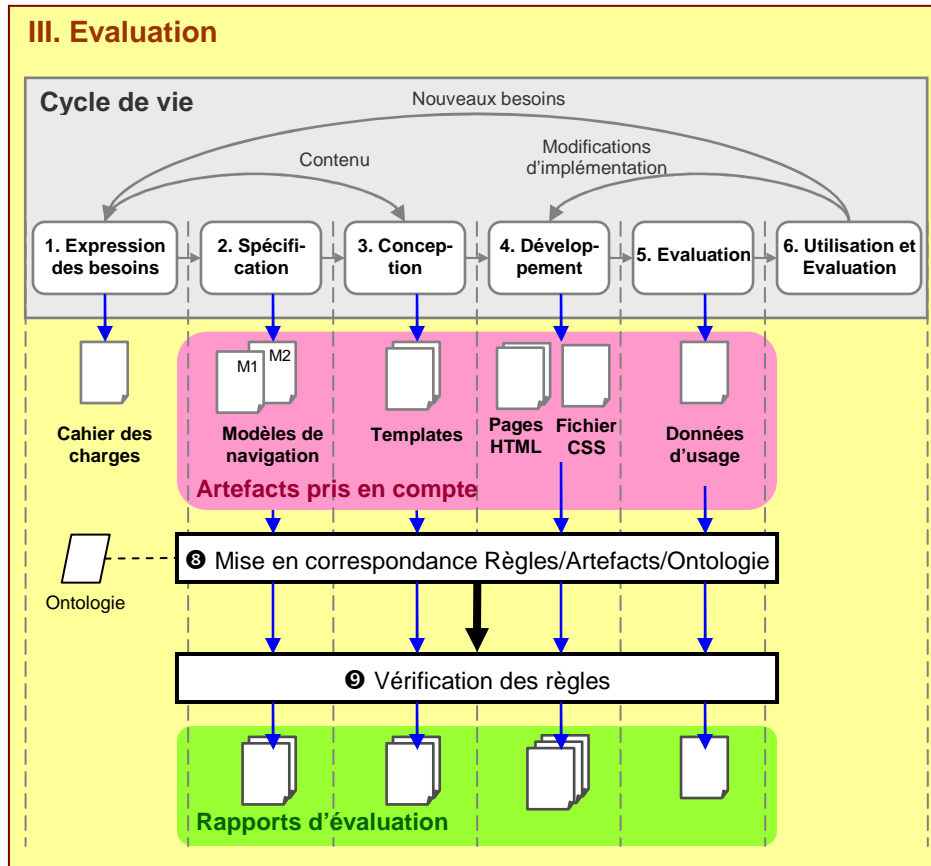 III. Evaluation
Cycle de vie
Nouveaux besoins
Contenu
Modifications
d'implémentation
1. Expression
des besoins
2. Spécifi-
cation
3. Concep-
tion
4. Dévelop-
pement
5. Evaluation
6. Utilisation et
Evaluation
M1
M2
Cahier des
charges
Modèles de
navigation
Templates
Pages
HTML
Fichier
CSS
Données
d'usage
Artefacts pris en compte
❽ Mise en correspondance Règles/Artefacts/Ontologie
Ontologie
❾ Vérification des règles
Rapports d'évaluation